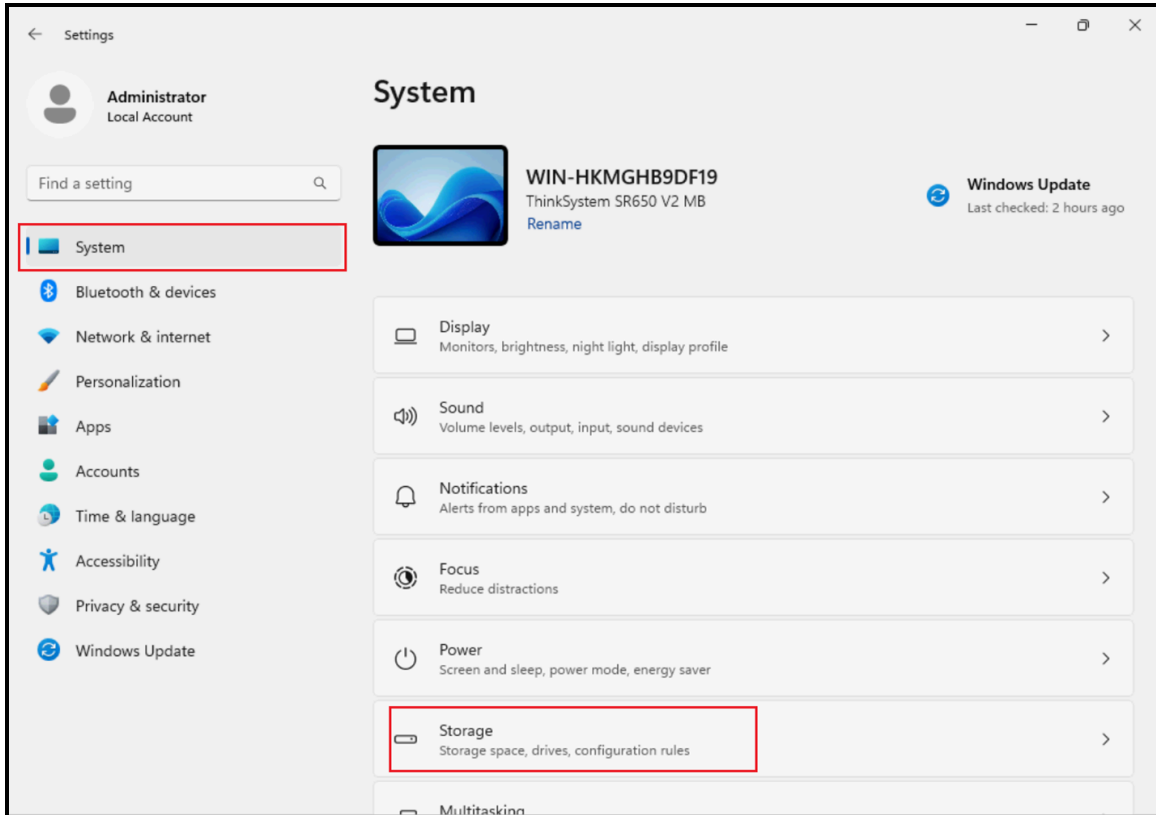 Settings
Administrator
Local Account
Find a setting
System
Bluetooth & devices
Network & internet
Personalization
Apps
Accounts
Time & language
Accessibility
Privacy & security
Windows Update
System
WIN-HKMGHB9DF19
ThinkSystem SR650 V2 MB
Rename
Windows Update
Last checked: 2 hours ago
Display
Monitors, brightness, night light, display profile
Sound
Volume levels, output, input, sound devices
Notifications
Alerts from apps and system, do not disturb
Focus
Reduce distractions
Power
Screen and sleep, power mode, energy saver
Storage
Storage space, drives, configuration rules
Multitasking